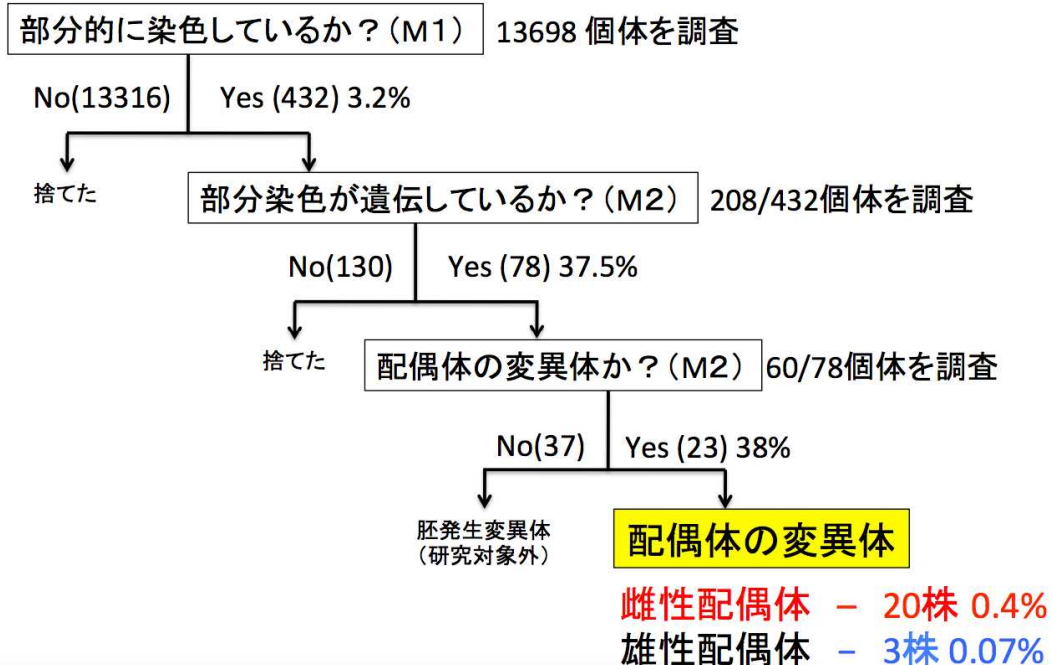 部分的に染色しているか？(M1) 13698 個体を調査
No(13316) Yes (432) 3.2%
捨てた
部分染色が遺伝しているか？(M2) 208/432個体を調査
No(130) Yes (78) 37.5%
捨てた
配偶体の変異体か？(M2) 60/78個体を調査
No(37) Yes (23) 38%
胚発生変異体
（研究対象外）
配偶体の変異体
雌性配偶体 － 20株 0.4%
雄性配偶体 － 3株 0.07%